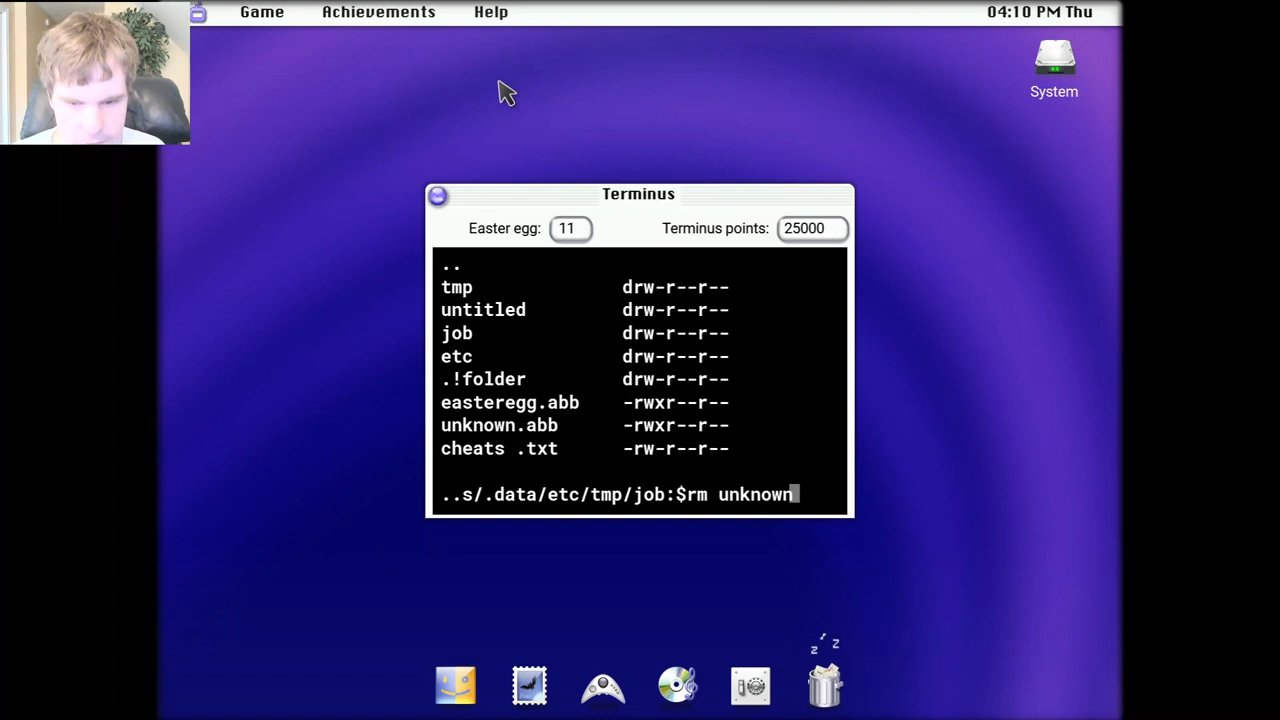 Game Achievements Help 04:10 PM Thu
System
Terminus
Easter egg: 11 Terminus points: 25000
..
tmp drw-r--r--
untitled drw-r--r--
job drw-r--r--
etc drw-r--r--
.!folder drw-r--r--
easteregg.abb -rwxr--r--
unknown.abb -rwxr--r--
cheats .txt -rw-r--r--
..s/.data/etc/tmp/job:$rm unknown
z z z